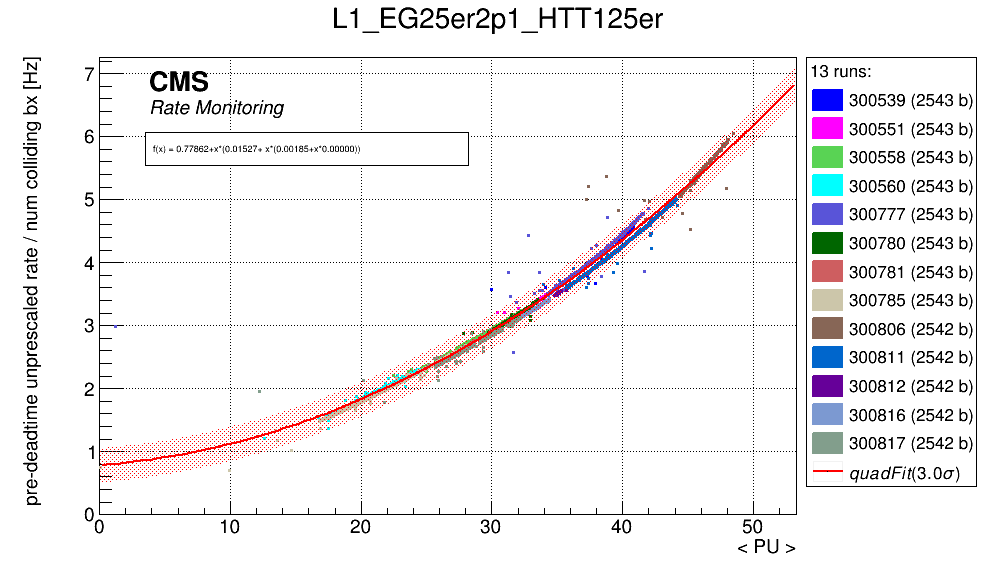 L1_EG25er2p1_HTT125er
pre-deadtime unprescaled rate / num colliding bx [Hz]
7
6
5
4
3
2
1
0
CMS
Rate Monitoring
f(x) = 0.77862+x*(0.01527+ x*(0.00185+x*0.00000))
0 10 20 30 40 50
< PU >
13 runs:
300539 (2543 b)
300551 (2543 b)
300558 (2543 b)
300560 (2543 b)
300777 (2543 b)
300780 (2543 b)
300781 (2543 b)
300785 (2543 b)
300806 (2542 b)
300811 (2542 b)
300812 (2542 b)
300816 (2542 b)
300817 (2542 b)
quadFit(3.0σ)